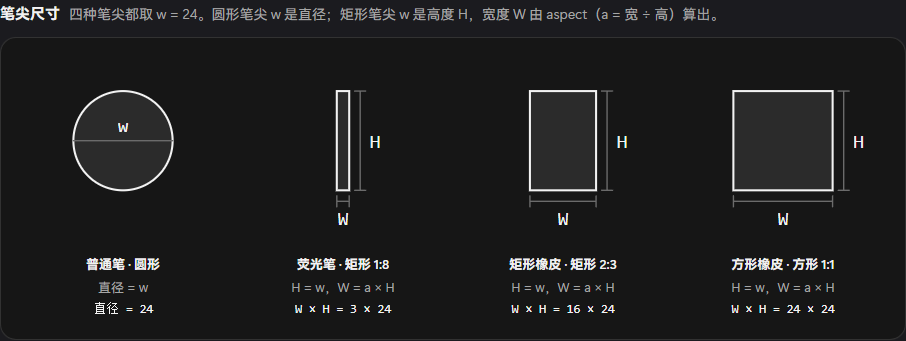 笔尖尺寸 四种笔尖都取 w = 24。圆形笔尖 w 是直径；矩形笔尖 w 是高度 H，宽度 W 由 aspect（a = 宽 ÷ 高）算出。
w
H
W
H
W
H
W
普通笔 · 圆形
直径 = w
直径 = 24
荧光笔 · 矩形 1:8
H = w，W = a × H
W x H = 3 x 24
矩形橡皮 · 矩形 2:3
H = w，W = a × H
W x H = 16 x 24
方形橡皮 · 方形 1:1
H = w，W = a × H
W x H = 24 x 24